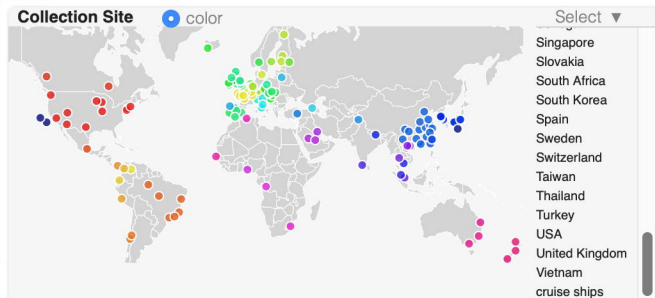 Collection Site
color
Select ▼
Singapore
Slovakia
South Africa
South Korea
Spain
Sweden
Switzerland
Taiwan
Thailand
Turkey
USA
United Kingdom
Vietnam
cruise ships